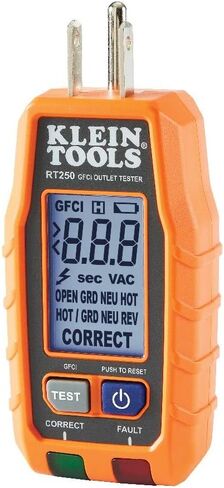 KLEIN
TOOLS
RT250 GFCI OUTLET TESTER
GFCI H
8.8.8
sec VAC
OPEN GRD NEU HOT
HOT / GRD NEU REV
CORRECT
GFCI PUSH TO RESET
TEST
CORRECT FAULT